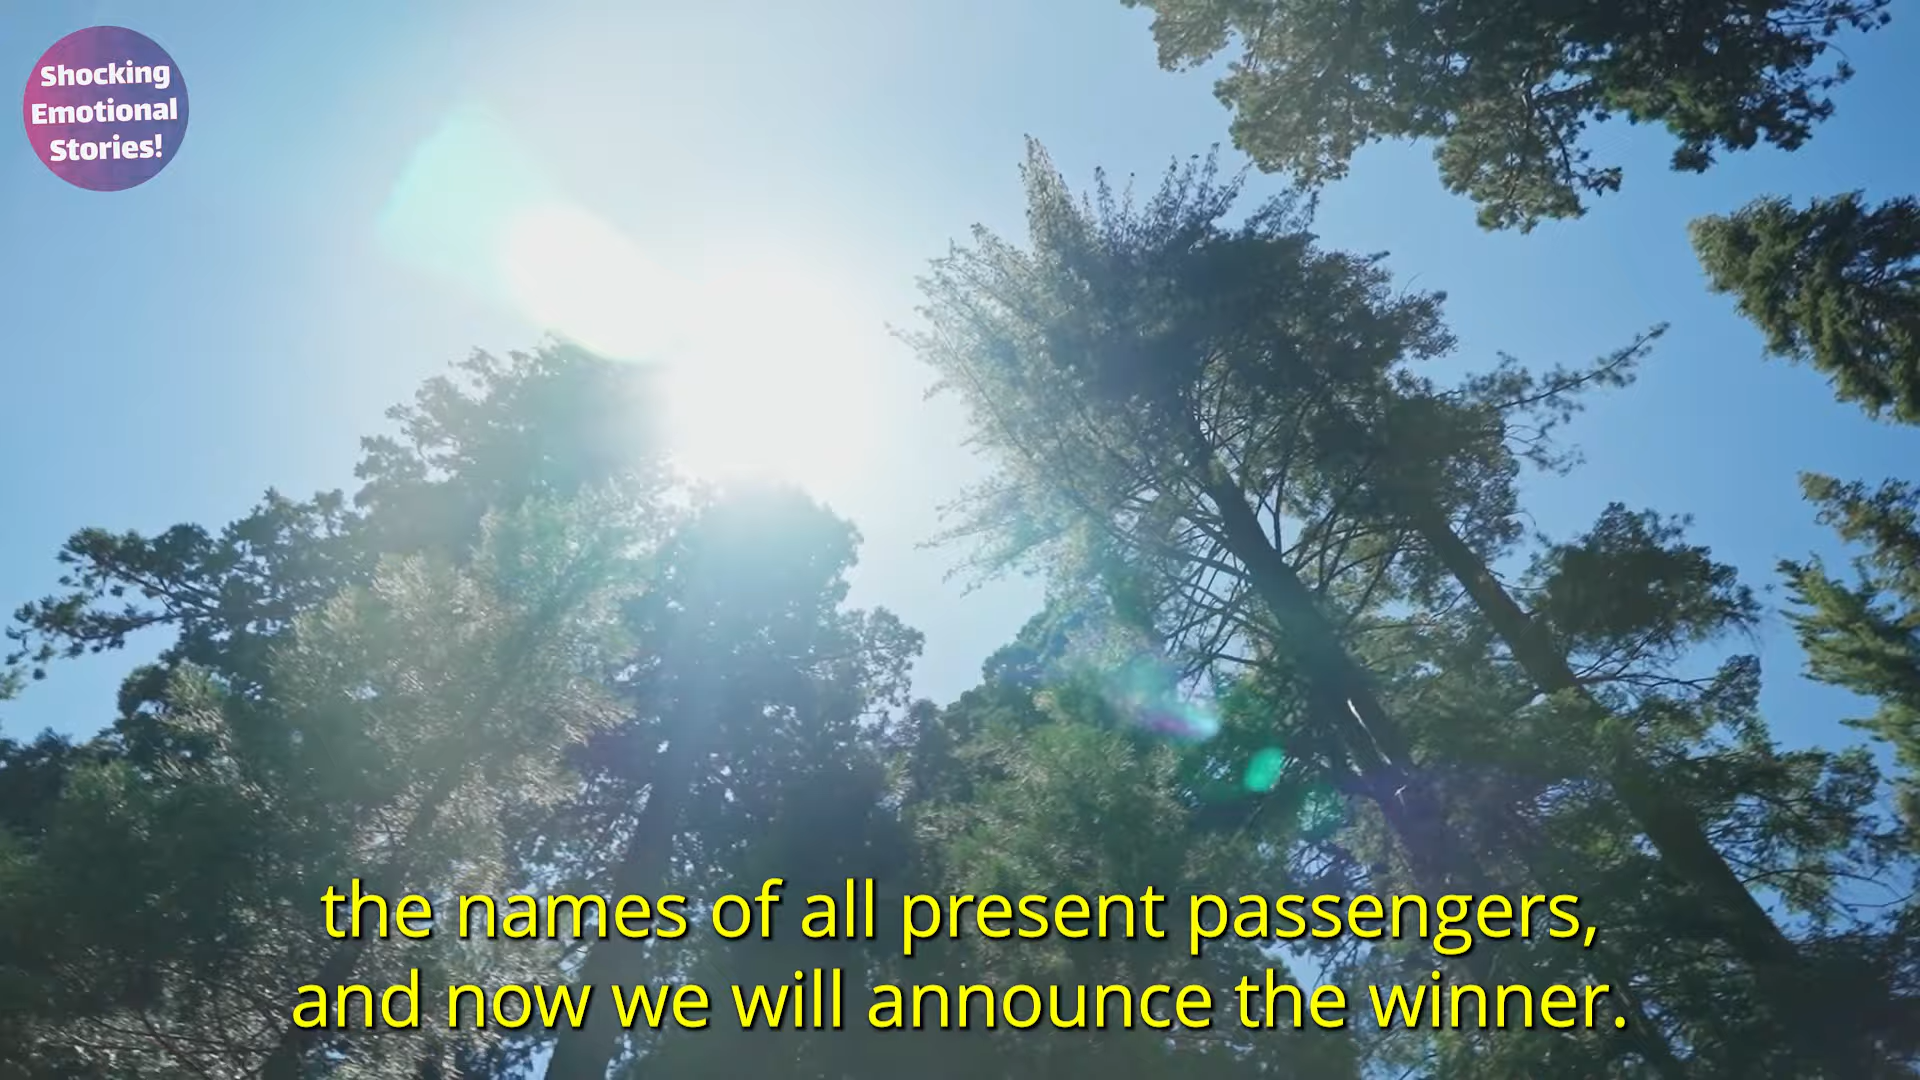 Shocking
Emotional
Stories!
the names of all present passengers,
and now we will announce the winner.